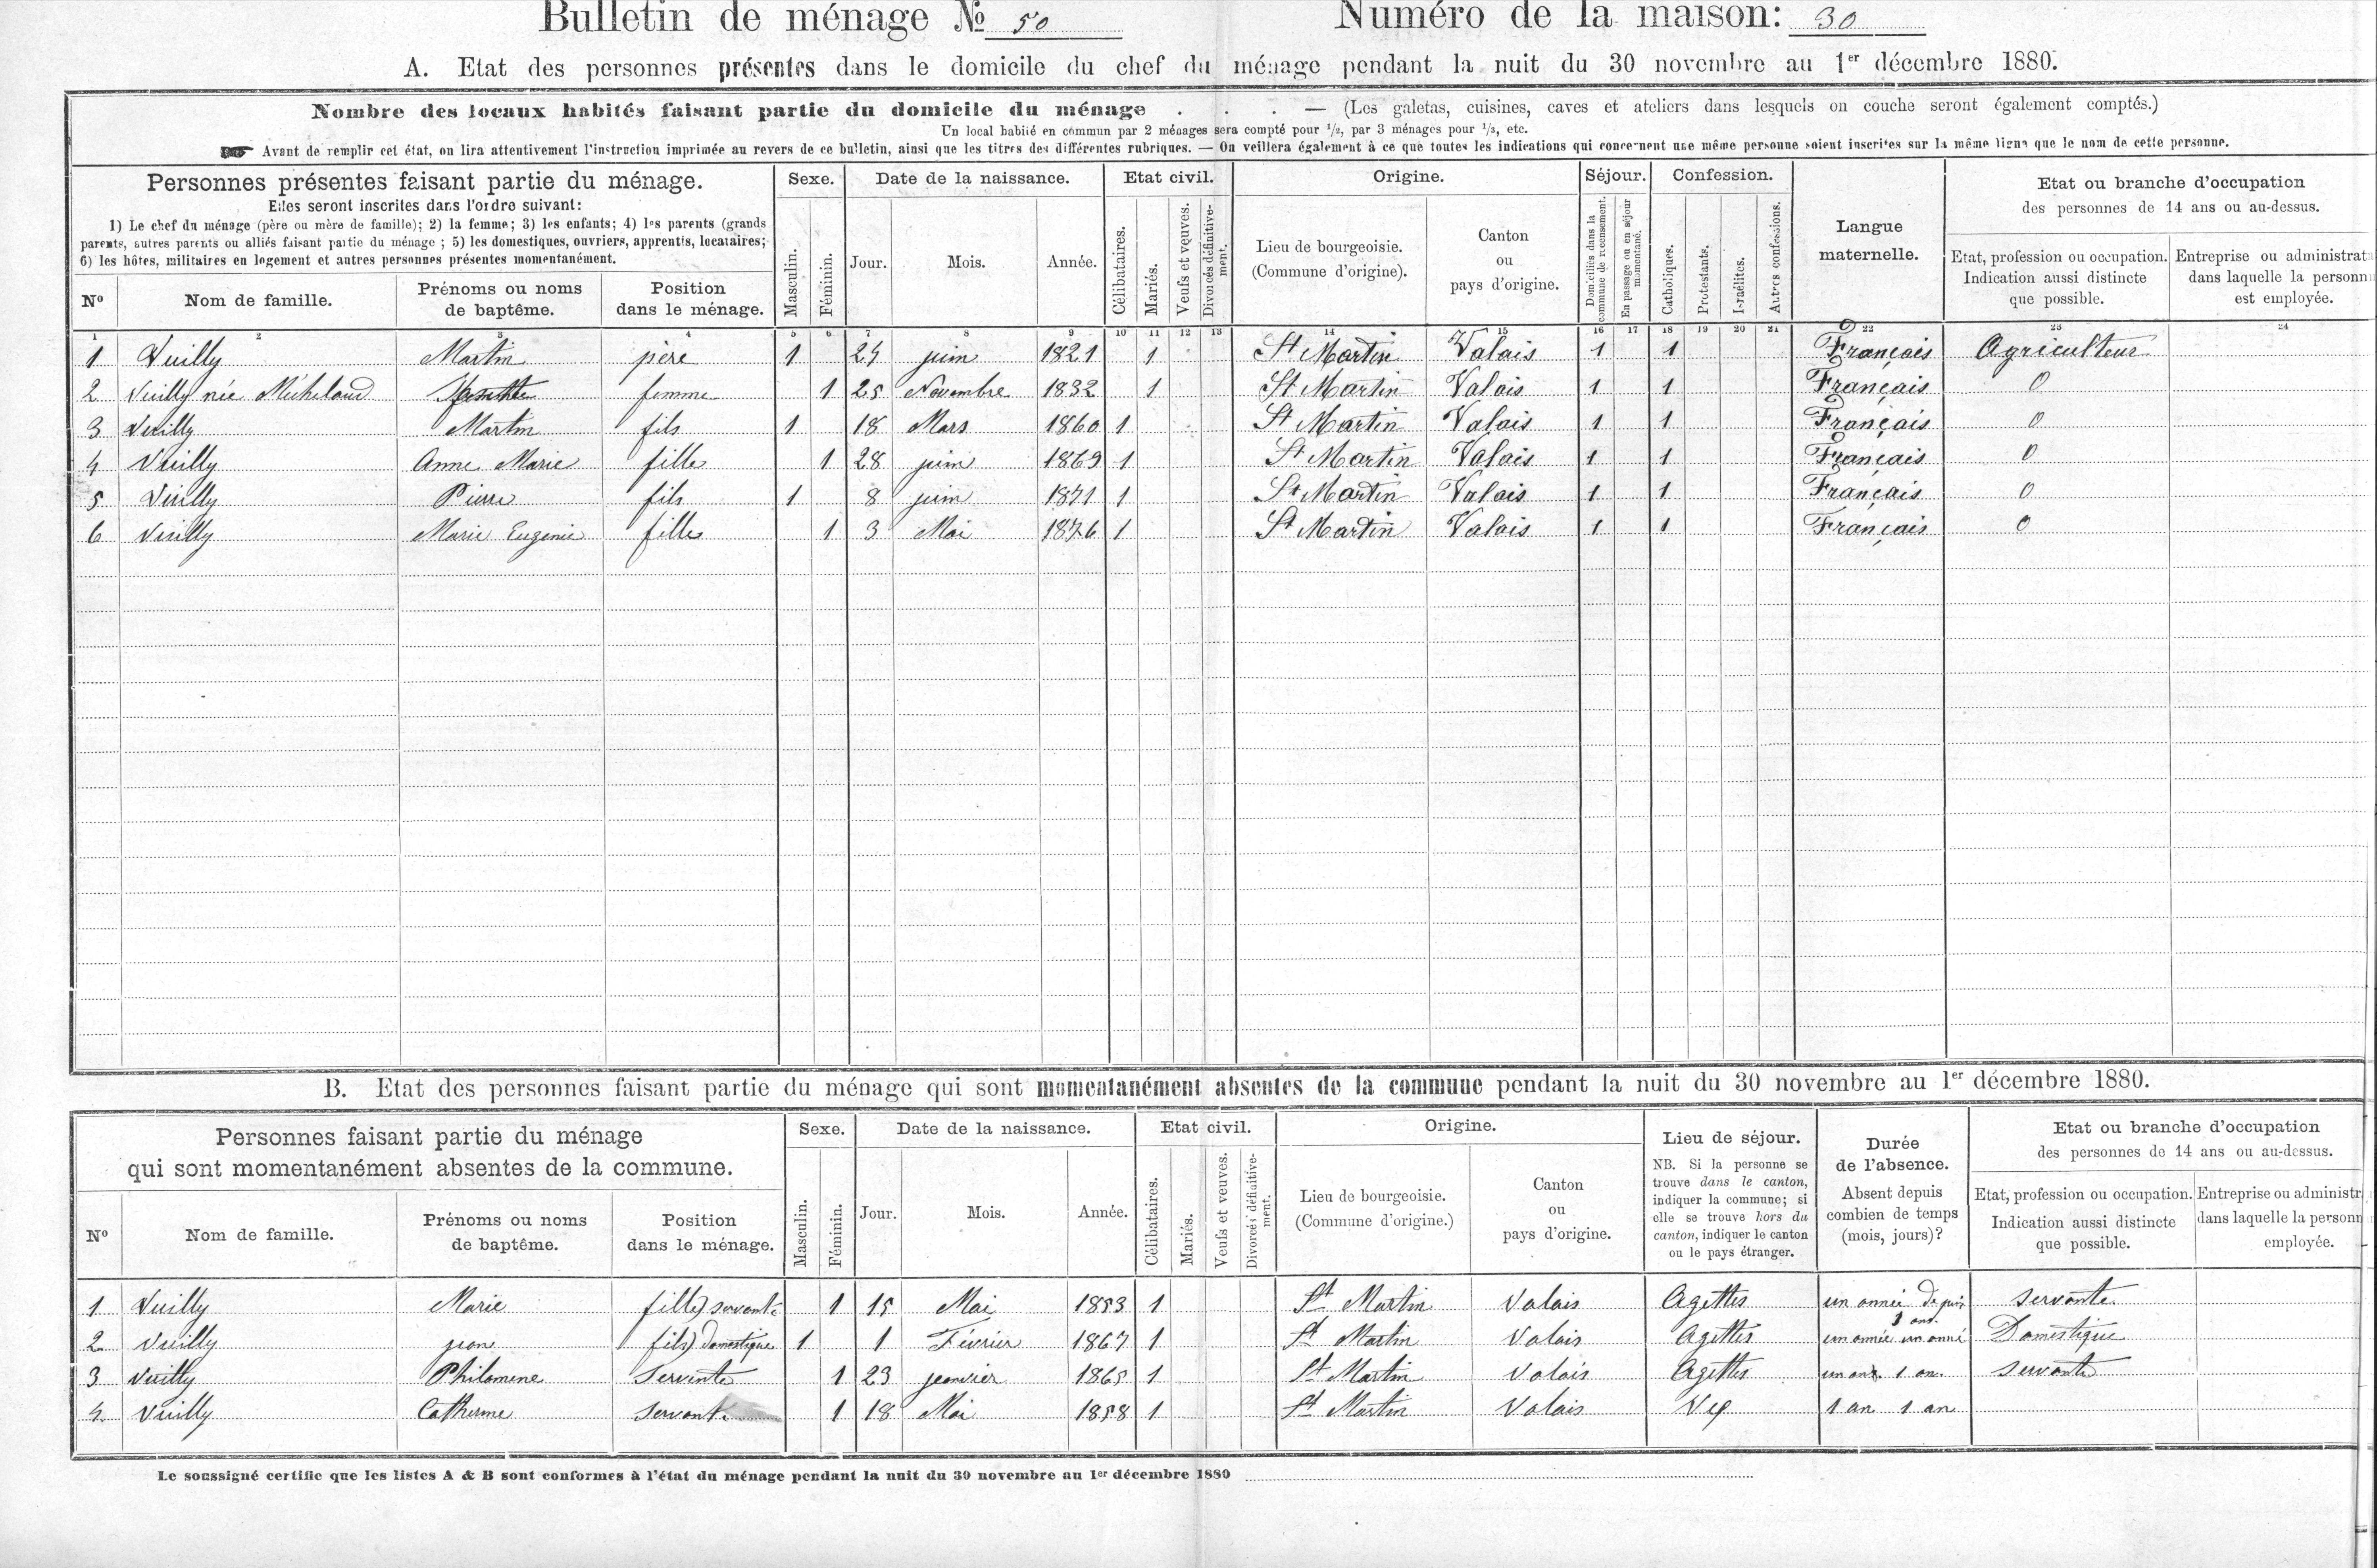 Bulletin de ménage № 50 Numéro de la maison: 30
A. Etat des personnes présentes dans le domicile du chef du ménage pendant la nuit du 30 novembre au 1er décembre 1880.
Nombre des locaux habités faisant partie du domicile du ménage . . . — (Les galetas, cuisines, caves et ateliers dans lesquels on couche seront également comptés.)
Un local habité en commun par 2 ménages sera compté pour 1/2, par 3 ménages pour 1/3, etc.
☛ Avant de remplir cet état, on lira attentivement l'instruction imprimée au revers de ce bulletin, ainsi que les titres des différentes rubriques. — On veillera également à ce que toutes les indications qui concernent une même personne soient inscrites sur la même ligne que le nom de cette personne.
Personnes présentes faisant partie du ménage.
Elles seront inscrites dans l'ordre suivant:
1) Le chef du ménage (père ou mère de famille); 2) la femme; 3) les enfants; 4) les parents (grands
parents, autres parents ou alliés faisant partie du ménage ; 5) les domestiques, ouvriers, apprentis, locataires;
6) les hôtes, militaires en logement et autres personnes présentes momentanément.
No
Nom de famille.
Prénoms ou noms
de baptême.
Position
dans le ménage.
Sexe.
Masculin.
Féminin.
Date de la naissance.
Jour.
Mois.
Année.
Etat civil.
Célibataires.
Mariés.
Veufs et veuves.
Divorcés définitive-
ment.
Origine.
Lieu de bourgeoisie.
(Commune d'origine).
Canton
ou
pays d'origine.
Séjour.
Domiciliés dans la
commune de recensement.
En passage ou en séjour
momentané.
Confession.
Catholiques.
Protestants.
Israélites.
Autres confessions.
Langue
maternelle.
Etat ou branche d'occupation
des personnes de 14 ans ou au-dessus.
Etat, profession ou occupation.
Indication aussi distincte
que possible.
Entreprise ou administrat
dans laquelle la personn
est employée.
1 2 3 4 5 6 7 8 9 10 11 12 13 14 15 16 17 18 19 20 21 22 23 24
1 Vuilly Martin père 1 24 juin 1821 1 St Martin Valais 1 1 Français Agriculteur
2 Vuilly née Micheloud femme 1 25 Novembre 1832 1 St Martin Valais 1 1 Français 0
3 Vuilly Martin fils 1 18 Mars 1860 1 St Martin Valais 1 1 Français 0
4 Vuilly Anne Marie fille 1 28 juin 1869 1 St Martin Valais 1 1 Français 0
5 Vuilly Pierre fils 1 8 juin 1871 1 St Martin Valais 1 1 Français 0
6 Vuilly Marie Eugenie fille 1 3 Mai 1876 1 St Martin Valais 1 1 Français 0
B. Etat des personnes faisant partie du ménage qui sont momentanément absentes de la commune pendant la nuit du 30 novembre au 1er décembre 1880.
Personnes faisant partie du ménage
qui sont momentanément absentes de la commune.
No
Nom de famille.
Prénoms ou noms
de baptême.
Position
dans le ménage.
Sexe.
Masculin.
Féminin.
Date de la naissance.
Jour.
Mois.
Année.
Etat civil.
Célibataires.
Mariés.
Veufs et veuves.
Divorcés définitive-
ment.
Origine.
Lieu de bourgeoisie.
(Commune d'origine.)
Canton
ou
pays d'origine.
Lieu de séjour.
NB. Si la personne se
trouve dans le canton,
indiquer la commune; si
elle se trouve hors du
canton, indiquer le canton
ou le pays étranger.
Durée
de l'absence.
Absent depuis
combien de temps
(mois, jours)?
Etat ou branche d'occupation
des personnes de 14 ans ou au-dessus.
Etat, profession ou occupation.
Indication aussi distincte
que possible.
Entreprise ou administr
dans laquelle la personn
employée.
1 Vuilly Marie fille) servante 1 15 Mai 1853 1 St Martin Valais Agettes un année Depuis servante
2 Vuilly jean fils) Domestique 1 1 Février 1867 1 St Martin Valais Agettes un année un anné Domestique
3 Vuilly Philomene Servinte 1 23 jeanvier 1865 1 St Martin Valais Agettes un ans. 1 an. servante
4 Vuilly Catherine Servante 1 18 Mai 1858 1 St Martin Valais Vex 1 an 1 an
Le soussigné certifie que les listes A & B sont conformes à l'état du ménage pendant la nuit du 30 novembre au 1er décembre 1880